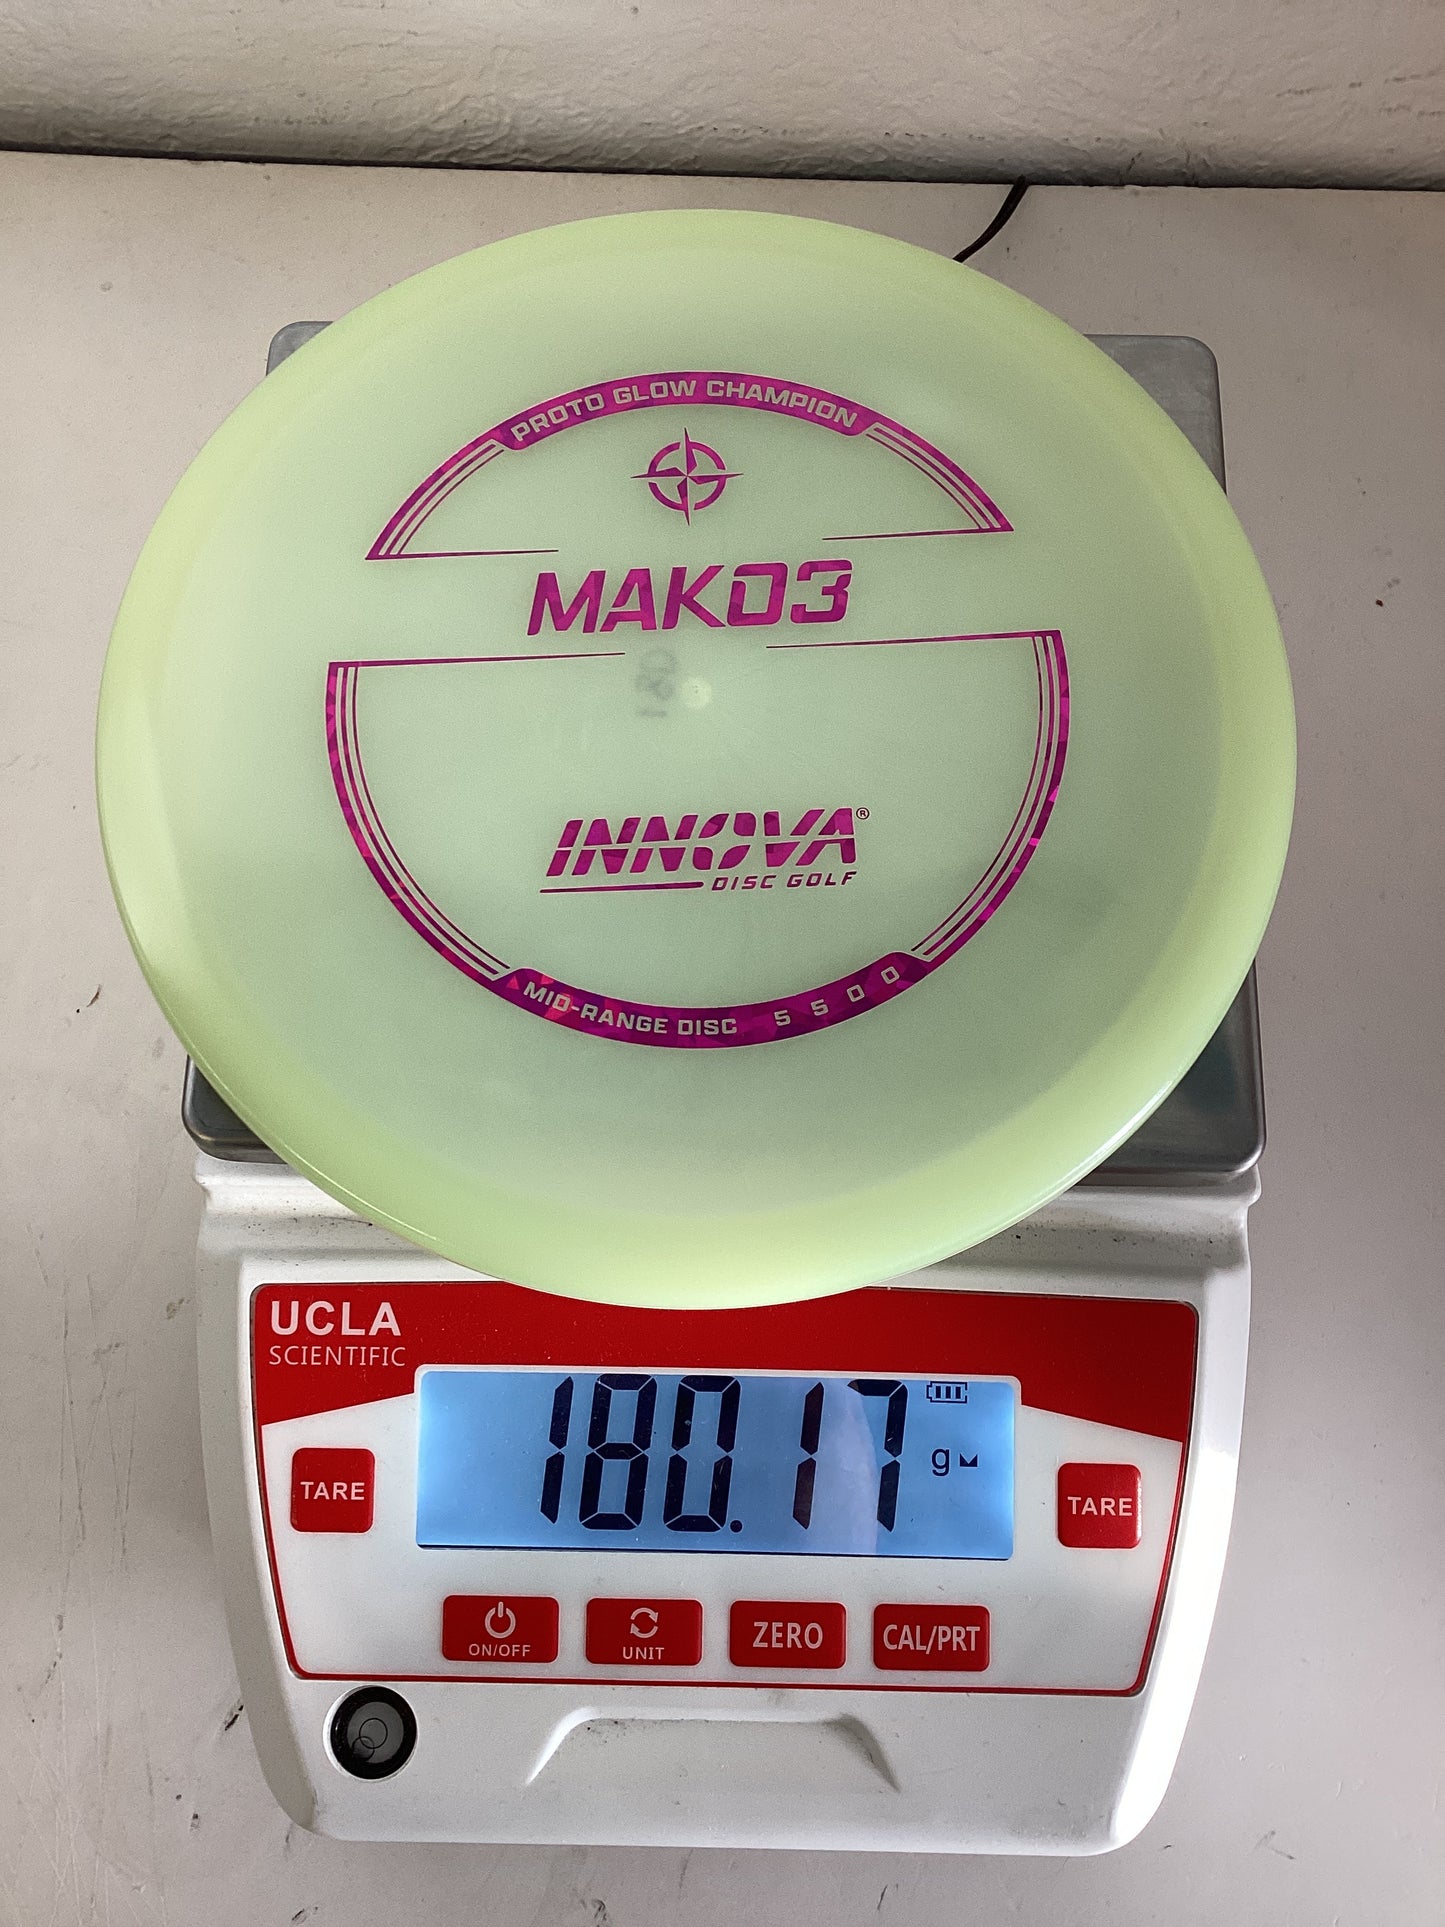 PROTO GLOW CHAMPION
MAKO3
INNOVA®
DISC GOLF
MID-RANGE DISC 5 5 0 0
UCLA
SCIENTIFIC
180.17
g
TARE
TARE
ON/OFF
UNIT
ZERO
CAL/PRT